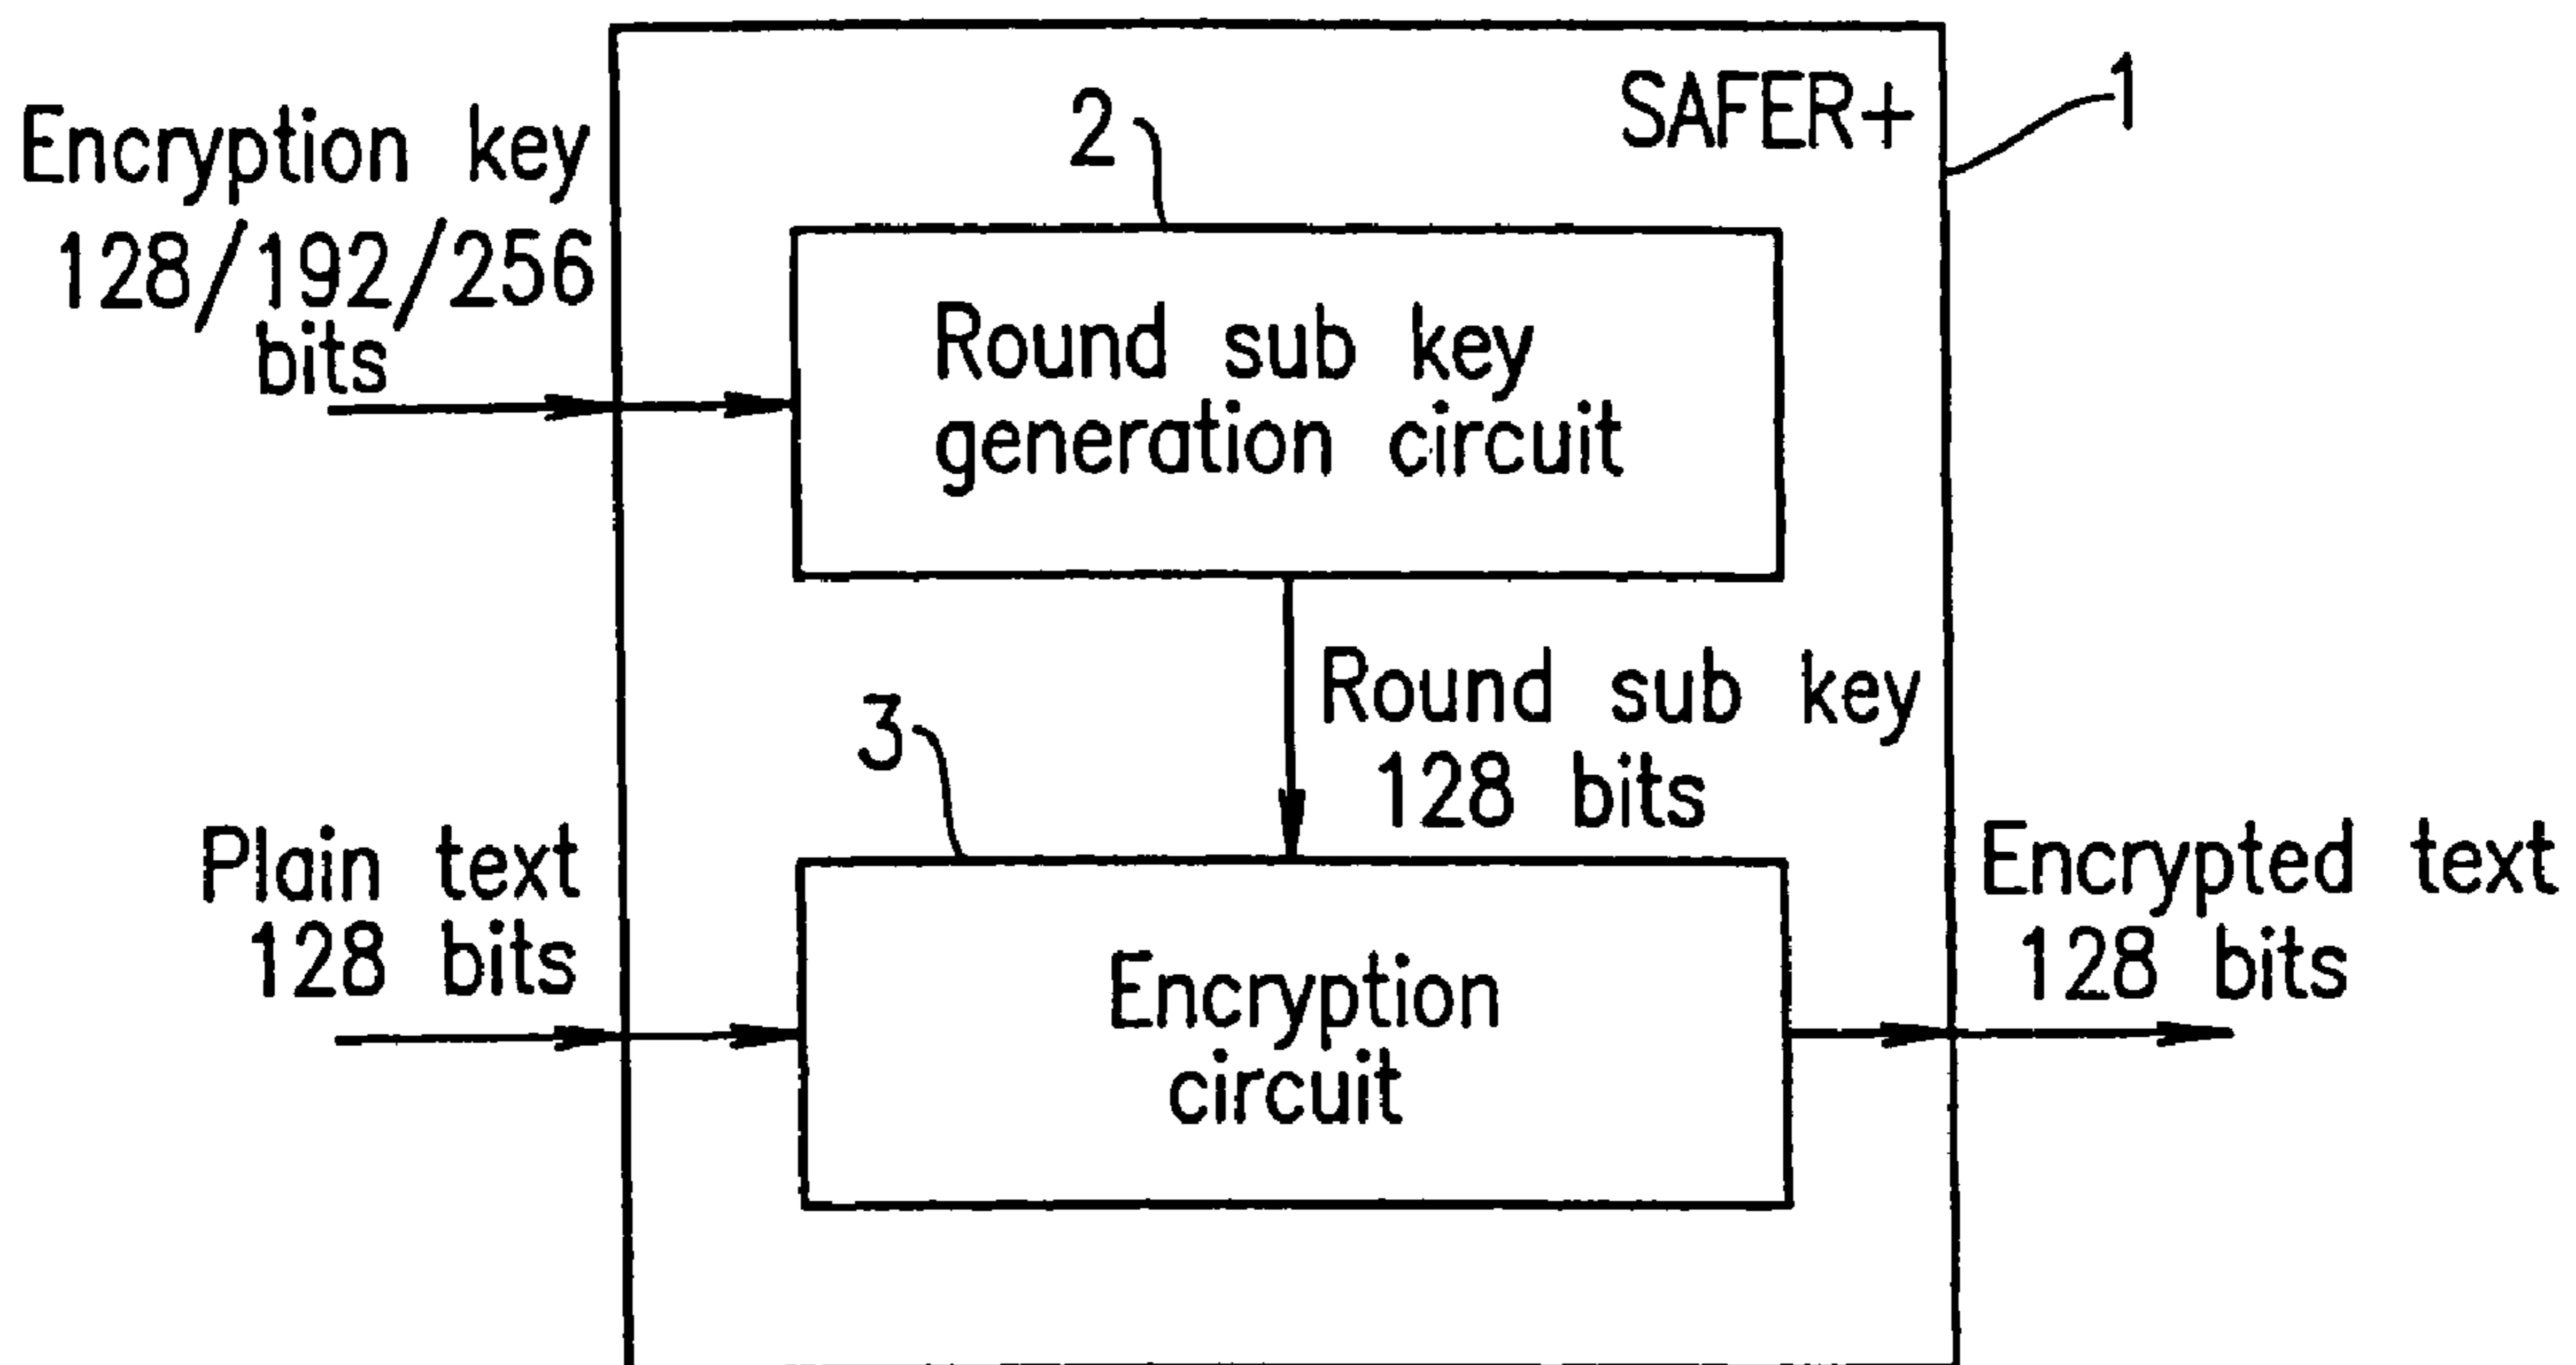 SAFER+
1
2
Encryption key
128/192/256
bits
Round sub key
generation circuit
Round sub key
128 bits
3
Plain text
128 bits
Encryption
circuit
Encrypted text
128 bits